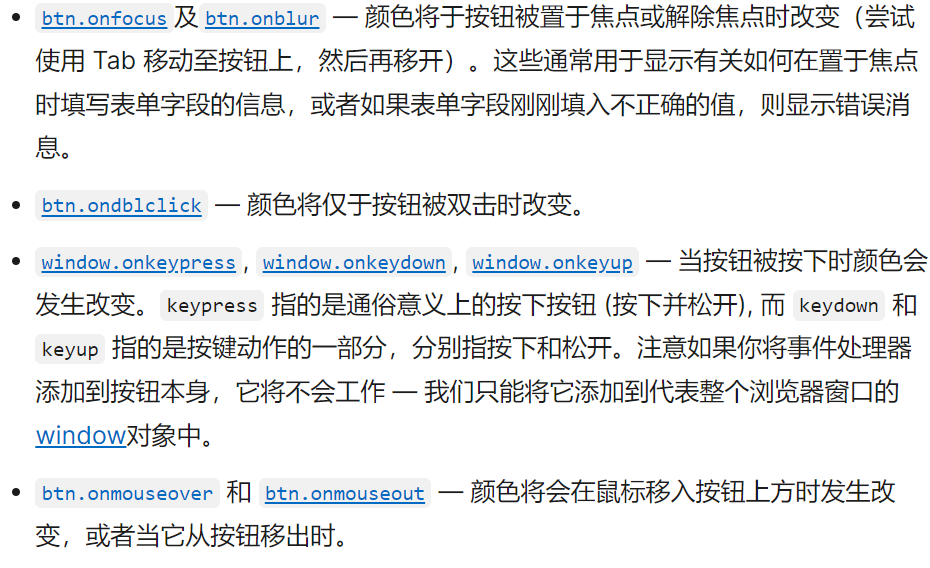 • btn.onfocus及btn.onblur — 颜色将于按钮被置于焦点或解除焦点时改变（尝试
使用 Tab 移动至按钮上，然后再移开）。这些通常用于显示有关如何在置于焦点
时填写表单字段的信息，或者如果表单字段刚刚填入不正确的值，则显示错误消
息。
• btn.ondblclick — 颜色将仅于按钮被双击时改变。
• window.onkeypress, window.onkeydown, window.onkeyup — 当按钮被按下时颜色会
发生改变。 keypress 指的是通俗意义上的按下按钮 (按下并松开), 而 keydown 和
keyup 指的是按键动作的一部分，分别指按下和松开。注意如果你将事件处理器
添加到按钮本身，它将不会工作 — 我们只能将它添加到代表整个浏览器窗口的
window对象中。
• btn.onmouseover 和 btn.onmouseout — 颜色将会在鼠标移入按钮上方时发生改
变，或者当它从按钮移出时。